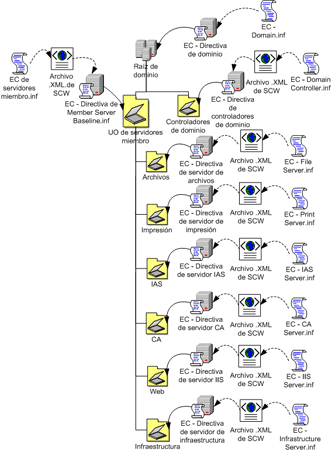 EC -
Domain.inf
EC - Directiva
de dominio
Raíz de
dominio
EC de
servidores
miembro.inf
Archivo
.XML.de
SCW
EC - Directiva de
Member Server
Baseline.inf
UO de servidores
miembro
Controladores
de dominio
EC -
Directiva de
controladores
de dominio
Archivo .XML
de SCW
EC - Domain
Controller.inf
Archivos
EC - Directiva
de servidor de
archivos
Archivo .XML
de SCW
EC - File
Server.inf
Impresión
EC - Directiva
de servidor de
impresión
Archivo .XML
de SCW
EC - Print
Server.inf
IAS
EC - Directiva
de servidor IAS
Archivo .XML
de SCW
EC - IAS
Server.inf
CA
EC - Directiva
de servidor CA
Archivo .XML
de SCW
EC - CA
Server.inf
Web
EC - Directiva
de servidor IIS
Archivo .XML
de SCW
EC - IIS
Server.inf
Infraestructura
EC - Directiva
de servidor de
infraestructura
Archivo .XML
de SCW
EC -
Infrastructure
Server.inf